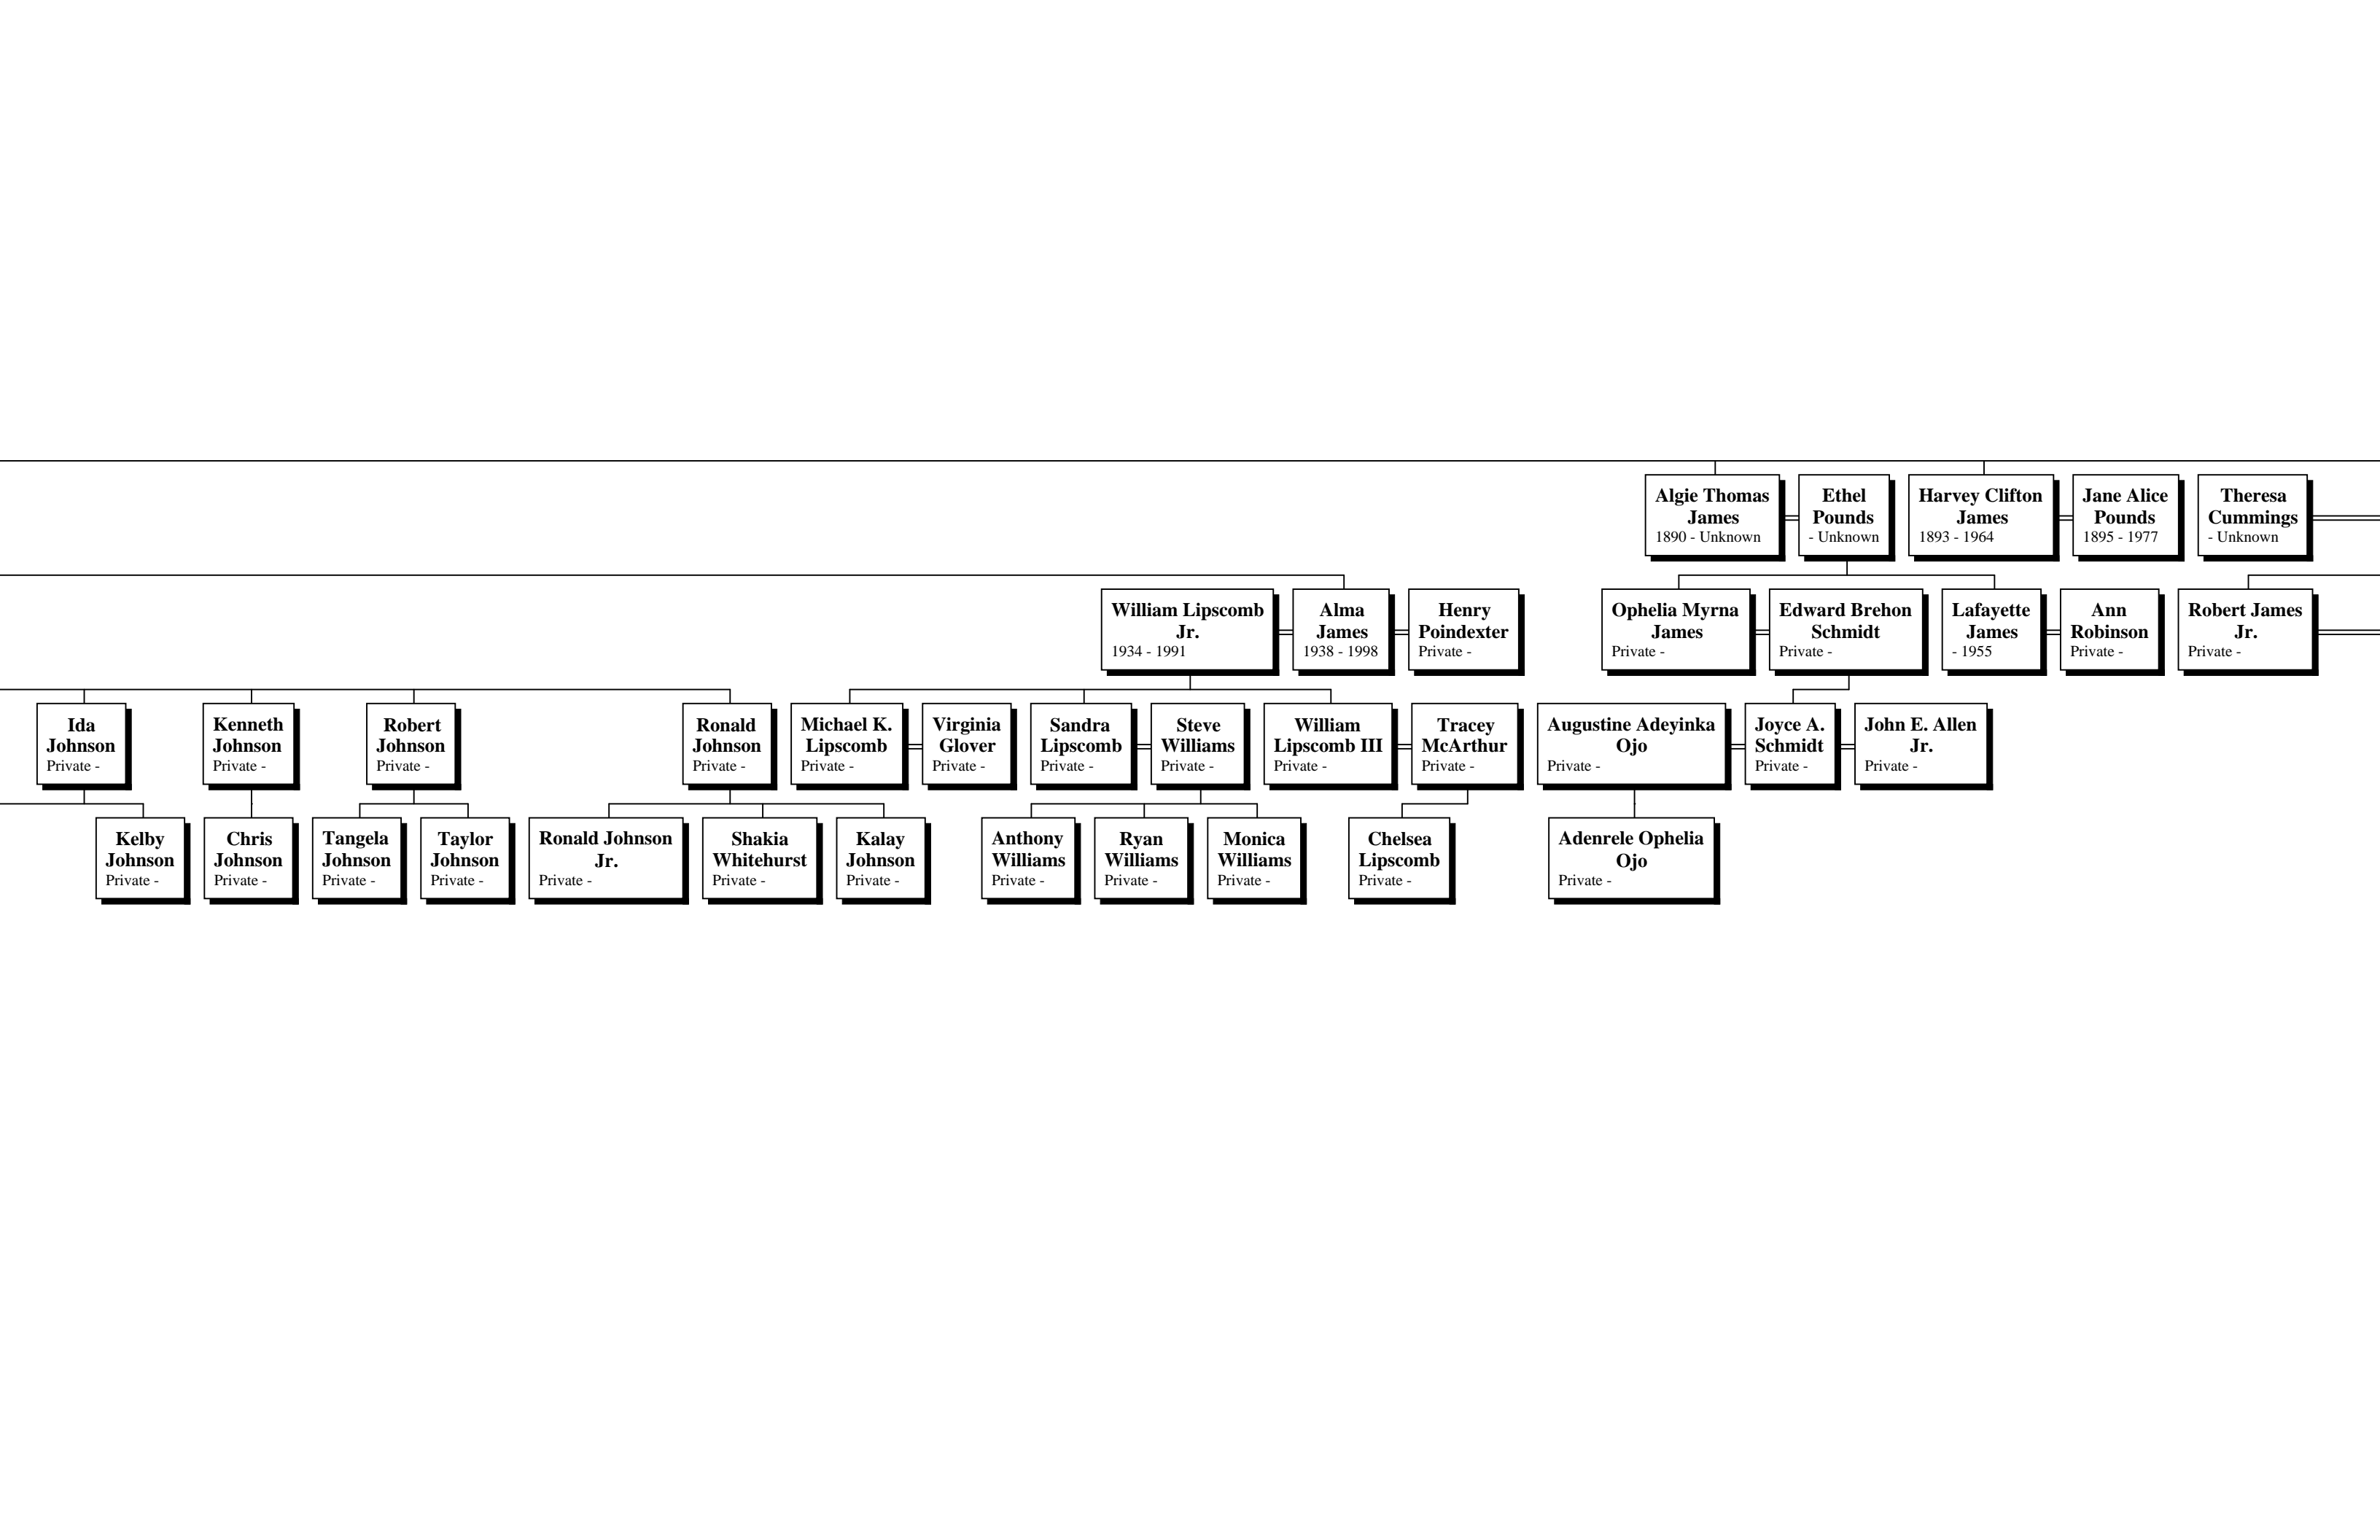 Algie Thomas
James
1890 - Unknown
Ethel
Pounds
- Unknown
Harvey Clifton
James
1893 - 1964
Jane Alice
Pounds
1895 - 1977
Theresa
Cummings
- Unknown
William Lipscomb
Jr.
1934 - 1991
Alma
James
1938 - 1998
Henry
Poindexter
Private -
Ophelia Myrna
James
Private -
Edward Brehon
Schmidt
Private -
Lafayette
James
- 1955
Ann
Robinson
Private -
Robert James
Jr.
Private -
Ida
Johnson
Private -
Kenneth
Johnson
Private -
Robert
Johnson
Private -
Ronald
Johnson
Private -
Michael K.
Lipscomb
Private -
Virginia
Glover
Private -
Sandra
Lipscomb
Private -
Steve
Williams
Private -
William
Lipscomb III
Private -
Tracey
McArthur
Private -
Augustine Adeyinka
Ojo
Private -
Joyce A.
Schmidt
Private -
John E. Allen
Jr.
Private -
Kelby
Johnson
Private -
Chris
Johnson
Private -
Tangela
Johnson
Private -
Taylor
Johnson
Private -
Ronald Johnson
Jr.
Private -
Shakia
Whitehurst
Private -
Kalay
Johnson
Private -
Anthony
Williams
Private -
Ryan
Williams
Private -
Monica
Williams
Private -
Chelsea
Lipscomb
Private -
Adenrele Ophelia
Ojo
Private -